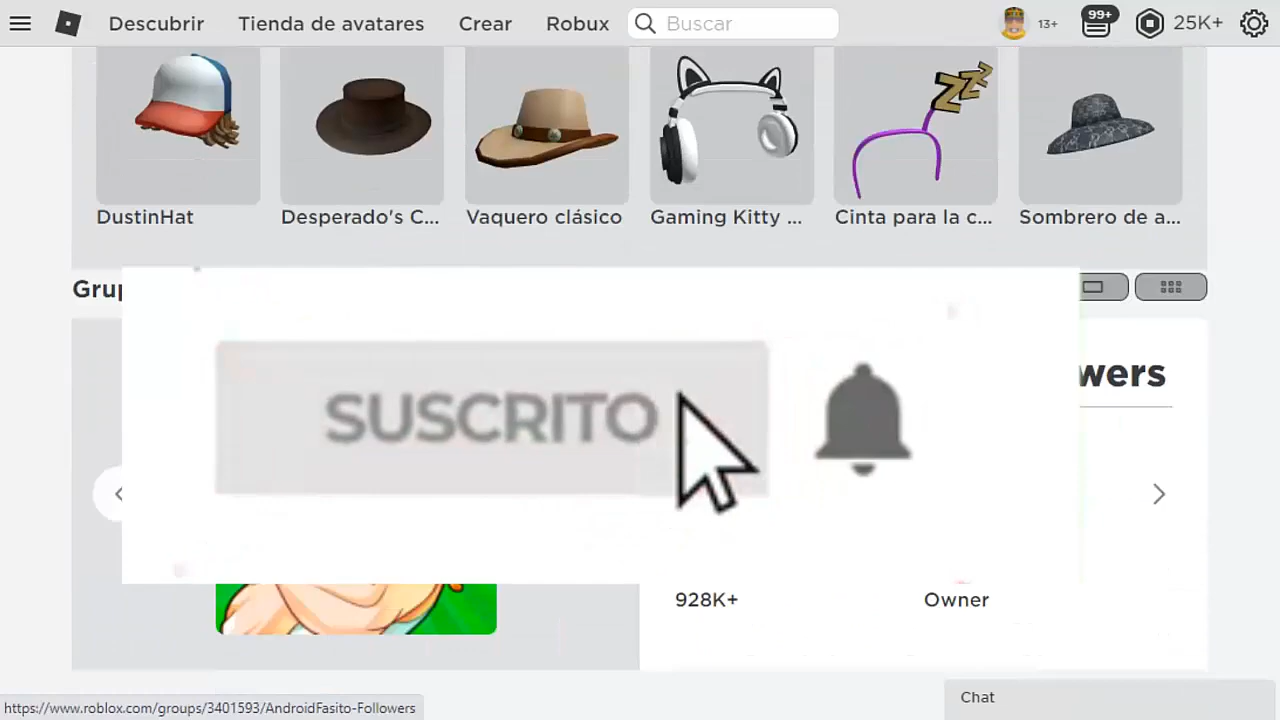 Descubrir Tienda de avatares Crear Robux Buscar 13+ 99+ 25K+
DustinHat Desperado's C... Vaquero clásico Gaming Kitty ... Cinta para la c... Sombrero de a...
Grup
wers
SUSCRITO
928K+ Owner
Chat
https://www.roblox.com/groups/3401593/AndroidFasito-Followers